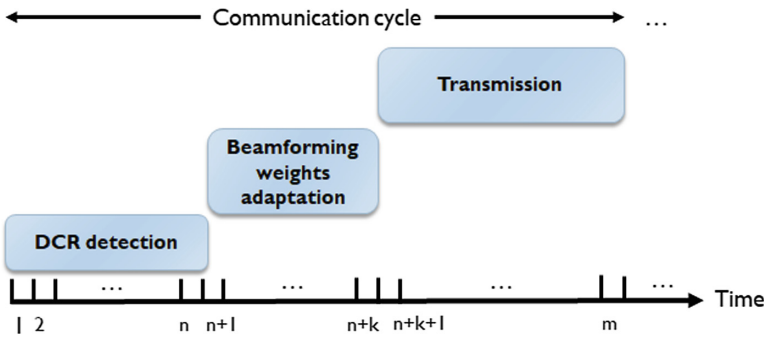 Communication cycle ...
Transmission
Beamforming
weights
adaptation
DCR detection
... ... ... ...
Time
1 2 n n+1 n+k n+k+1 m